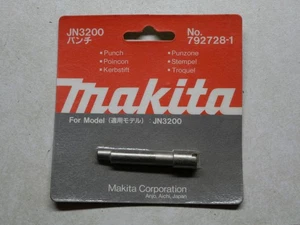 JN3200
パンチ
No.
792728-1
• Punch
• Poincon
• Kerbstift
• Punzone
• Stempel
• Troquel
makita
For Model (適用モデル) : JN3200
Makita Corporation
Anjo, Aichi, Japan